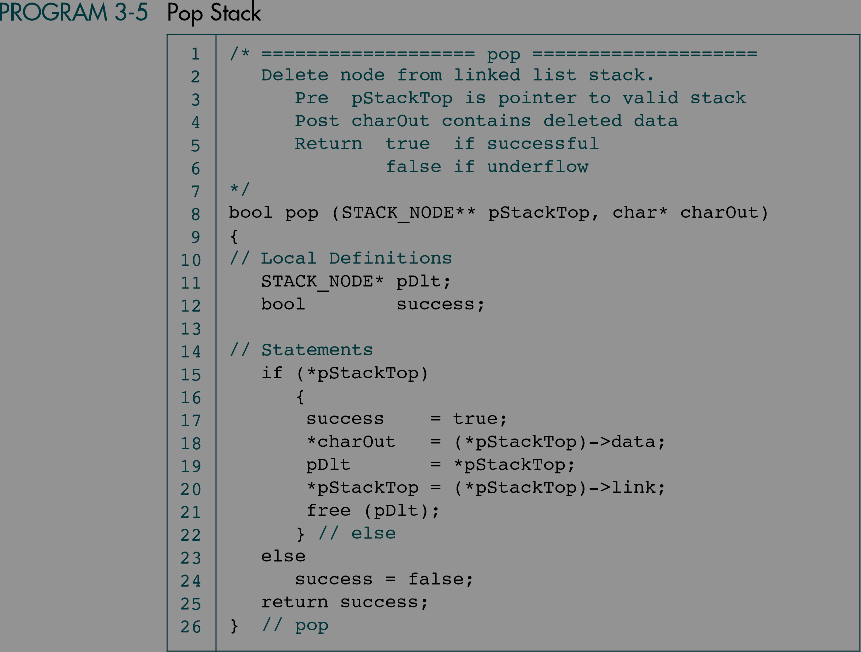 PROGRAM 3-5 Pop Stack
1 /* =================== pop ====================
2 Delete node from linked list stack.
3 Pre pStackTop is pointer to valid stack
4 Post charOut contains deleted data
5 Return true if successful
6 false if underflow
7 */
8 bool pop (STACK_NODE** pStackTop, char* charOut)
9 {
10 // Local Definitions
11 STACK_NODE* pDlt;
12 bool success;
13
14 // Statements
15 if (*pStackTop)
16 {
17 success = true;
18 *charOut = (*pStackTop)->data;
19 pDlt = *pStackTop;
20 *pStackTop = (*pStackTop)->link;
21 free (pDlt);
22 } // else
23 else
24 success = false;
25 return success;
26 } // pop